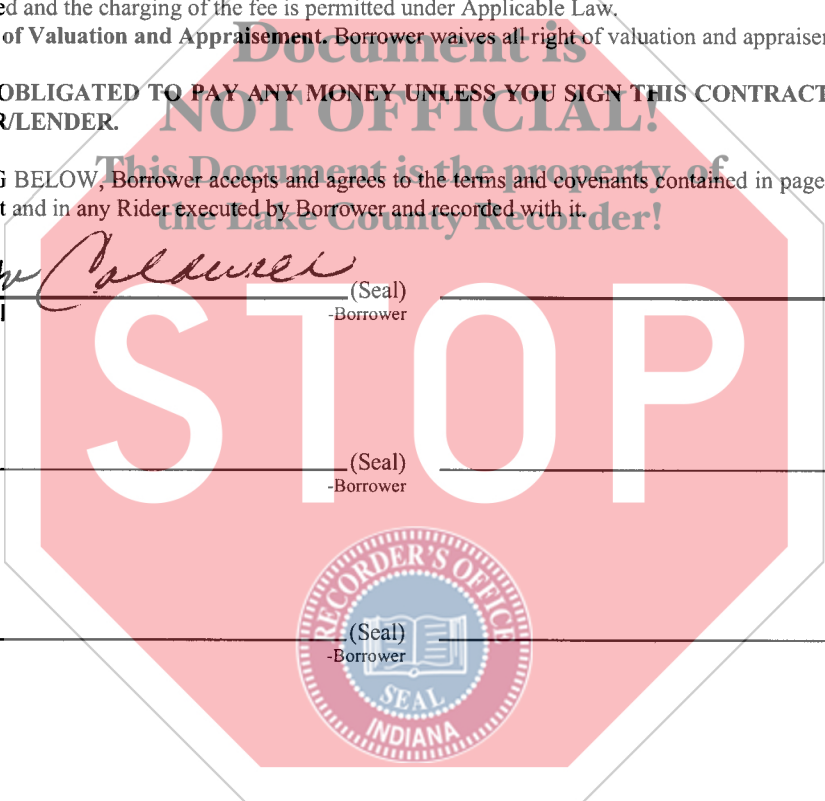 ed and the charging of the fee is permitted under Applicable Law.
Document is
of Valuation and Appraisement. Borrower waives all right of valuation and
OBLIGATED TO PAY ANY MONEY UNLESS YOU SIGN THIS CONTRACT
NOT OFFICIAL!
R/LENDER.
This Document is the property of
BELOW, Borrower accepts and agrees to the terms and covenants contained in page
the Lake County Recorder!
and in any Rider executed by Borrower and recorded with it.
Caldwell
(Seal)
-Borrower
STOP
(Seal)
-Borrower
RECORDER'S OFFICE
(Seal)
-Borrower
SEAL
INDIANA